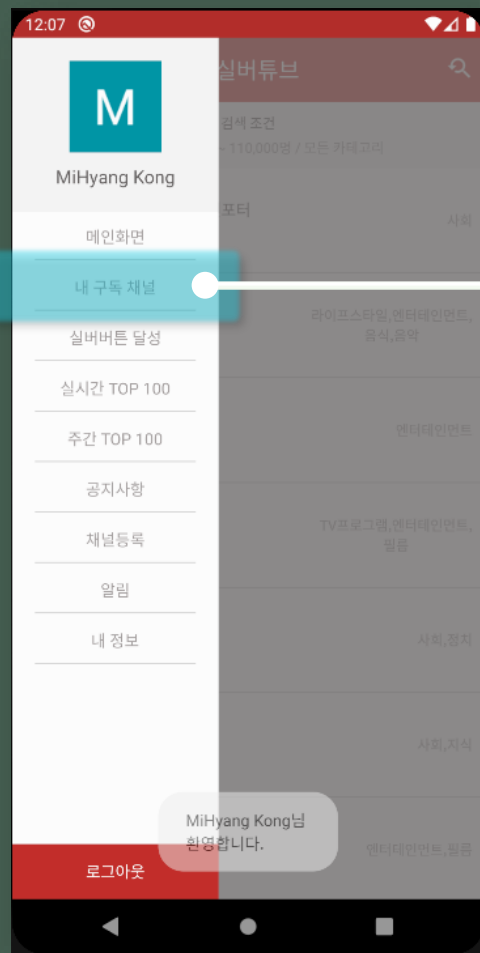 12:07
M
MiHyang Kong
메인화면
내 구독 채널
실버버튼 달성
실시간 TOP 100
주간 TOP 100
공지사항
채널등록
알림
내 정보
로그아웃
실버튜브
검색 조건
~ 110,000명 / 모든 카테고리
포터
사회
라이프스타일,엔터테인먼트,
음식,음악
엔터테인먼트
TV프로그램,엔터테인먼트,
필름
사회,정치
사회,지식
엔터테인먼트,필름
MiHyang Kong님
환영합니다.